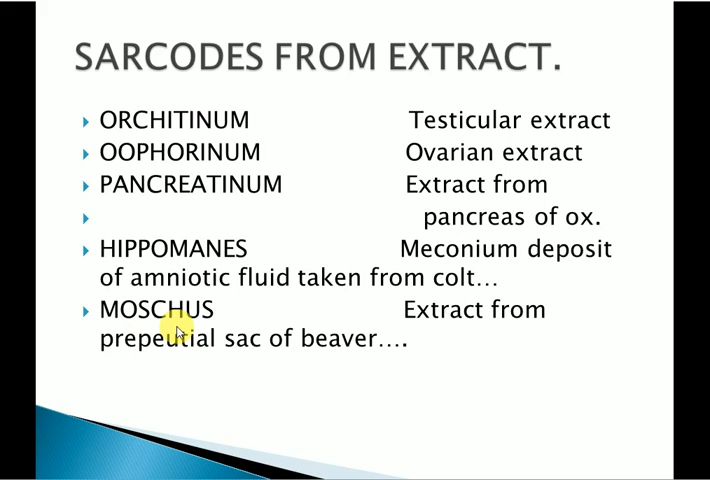 SARCODES FROM EXTRACT.
ORCHITINUM Testicular extract
OOPHORINUM Ovarian extract
PANCREATINUM Extract from
pancreas of ox.
HIPPOMANES Meconium deposit
of amniotic fluid taken from colt…
MOSCHUS Extract from
prepeutial sac of beaver….